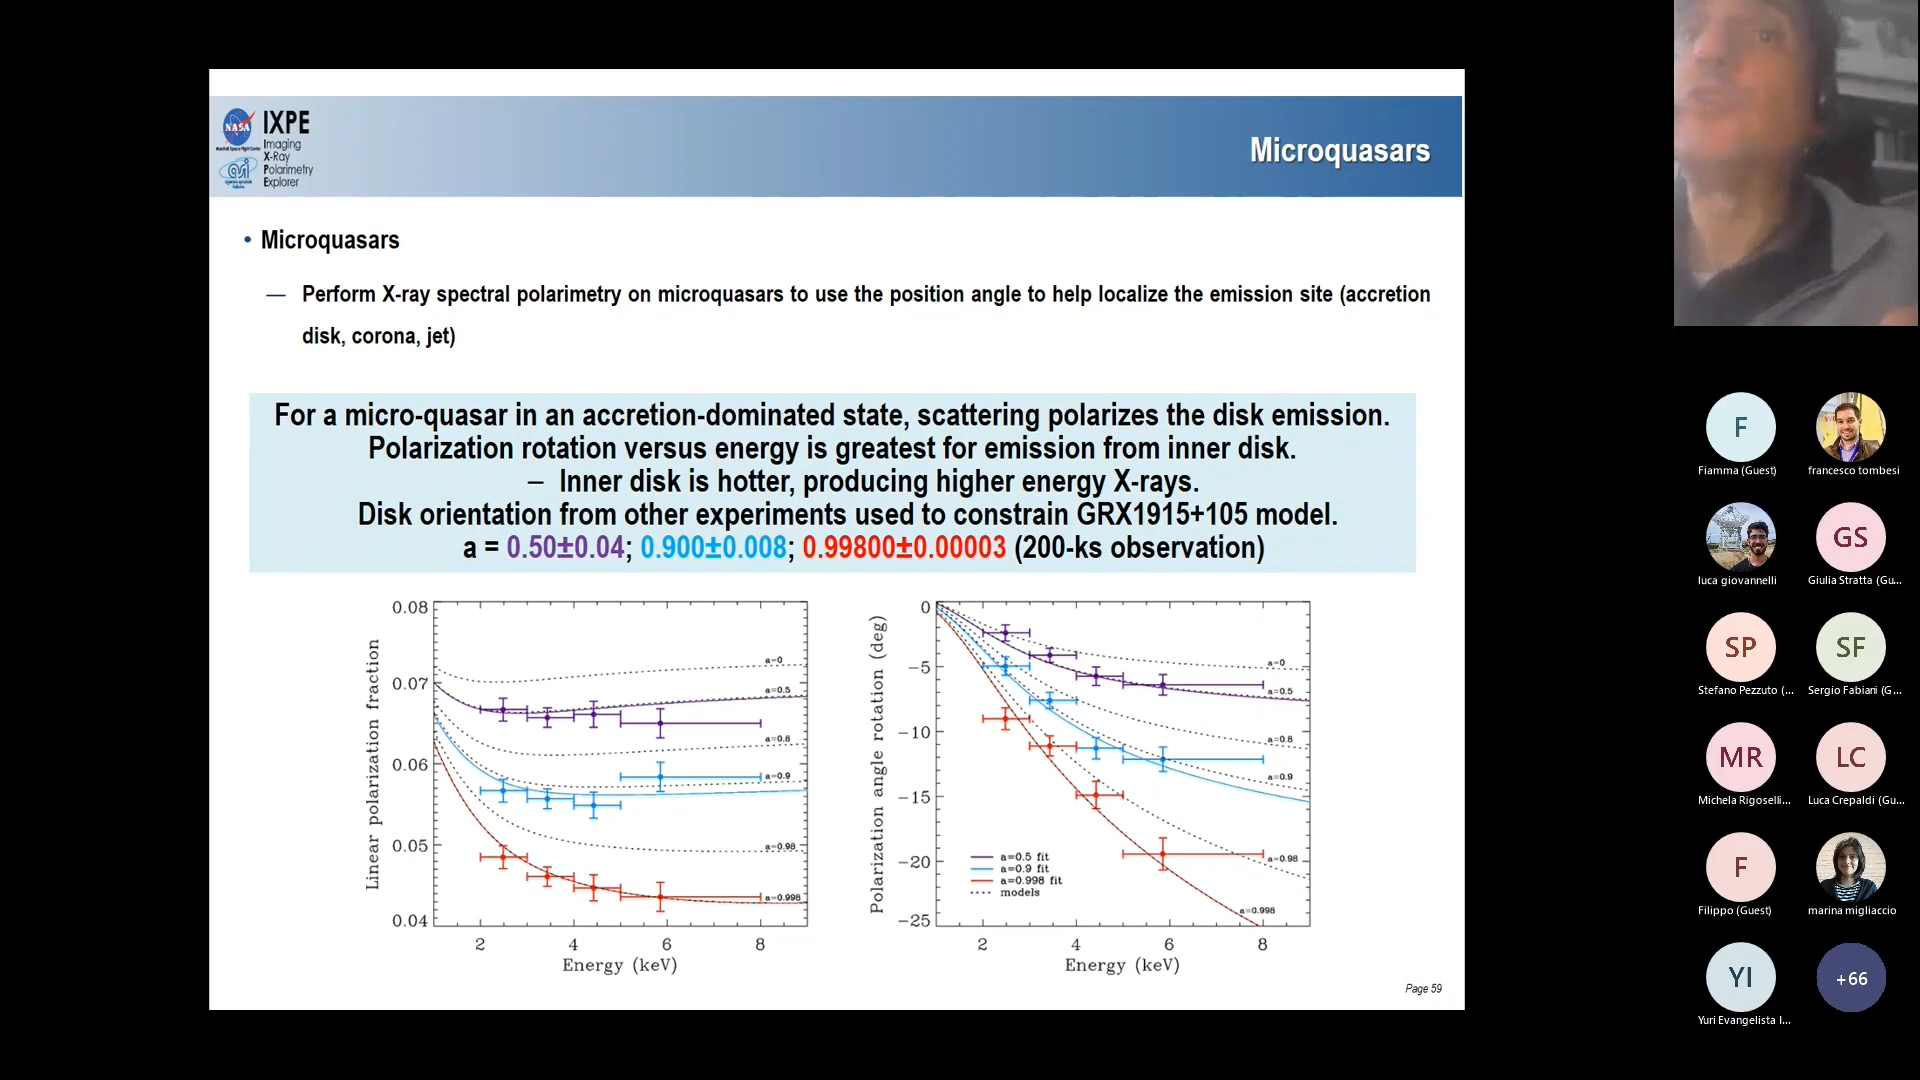 NASA
Marshall Space Flight Center
asi
IXPE
Imaging
X-Ray
Polarimetry
Explorer
Microquasars
• Microquasars
— Perform X-ray spectral polarimetry on microquasars to use the position angle to help localize the emission site (accretion
disk, corona, jet)
For a micro-quasar in an accretion-dominated state, scattering polarizes the disk emission.
Polarization rotation versus energy is greatest for emission from inner disk.
– Inner disk is hotter, producing higher energy X-rays.
Disk orientation from other experiments used to constrain GRX1915+105 model.
a = 0.50±0.04; 0.900±0.008; 0.99800±0.00003 (200-ks observation)
Linear polarization fraction
0.08
0.07
0.06
0.05
0.04
a=0
a=0.5
a=0.8
a=0.9
a=0.98
a=0.998
2 4 6 8
Energy (keV)
Polarization angle rotation (deg)
0
−5
−10
−15
−20
−25
a=0
a=0.5
a=0.8
a=0.9
a=0.98
a=0.998
a=0.5 fit
a=0.9 fit
a=0.998 fit
models
2 4 6 8
Energy (keV)
Page 59
F
Fiamma (Guest)
francesco tombesi
luca giovannelli
GS
Giulia Stratta (Gu...
SP
Stefano Pezzuto (...
SF
Sergio Fabiani (G...
MR
Michela Rigoselli...
LC
Luca Crepaldi (Gu...
F
Filippo (Guest)
marina migliaccio
YI
Yuri Evangelista I...
+66